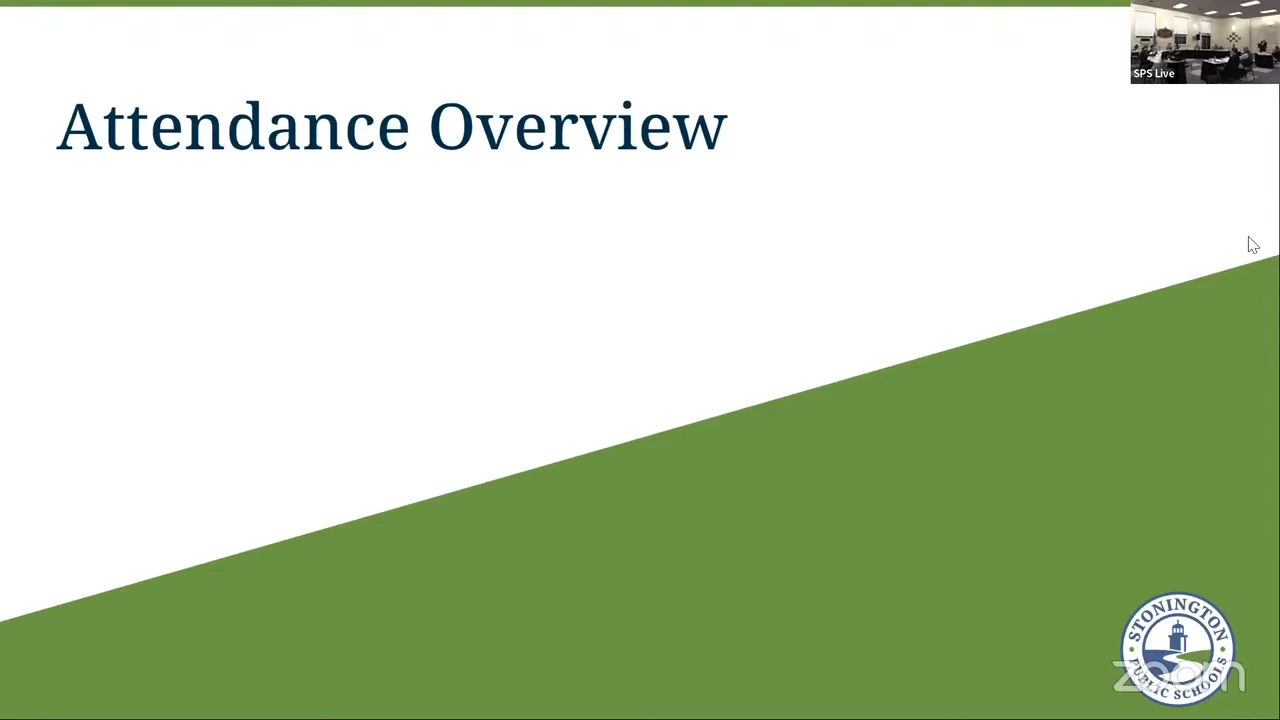 SPS Live
Attendance Overview
STONINGTON
PUBLIC SCHOOLS
zoom